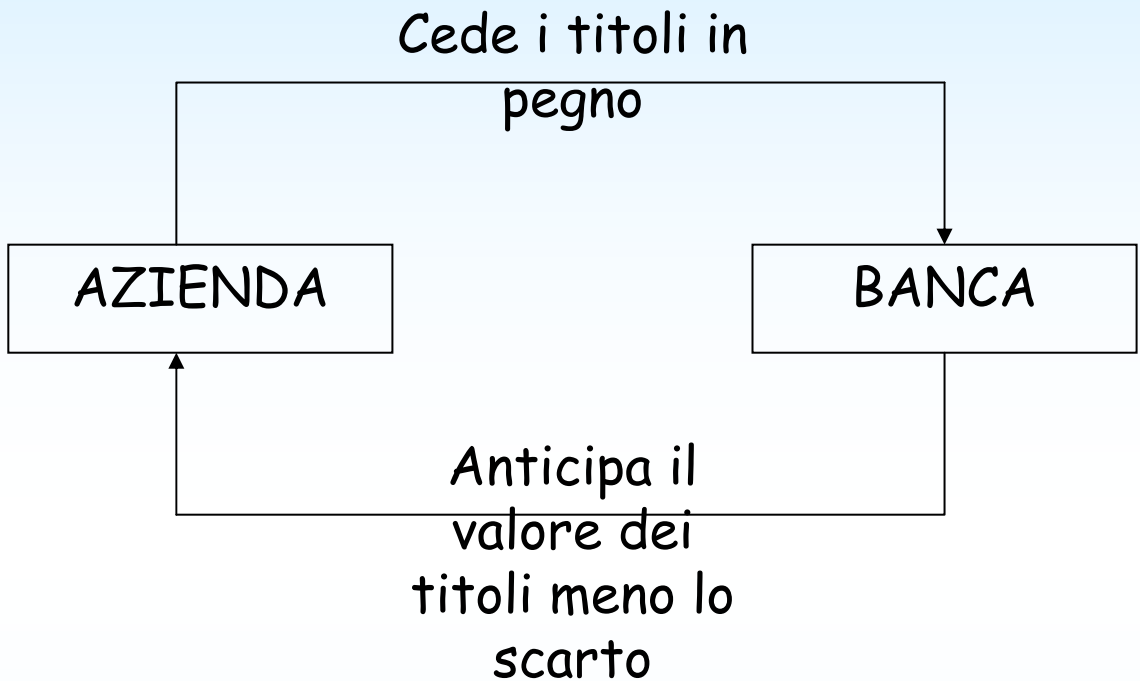 Cede i titoli in
pegno
AZIENDA
BANCA
Anticipa il
valore dei
titoli meno lo
scarto